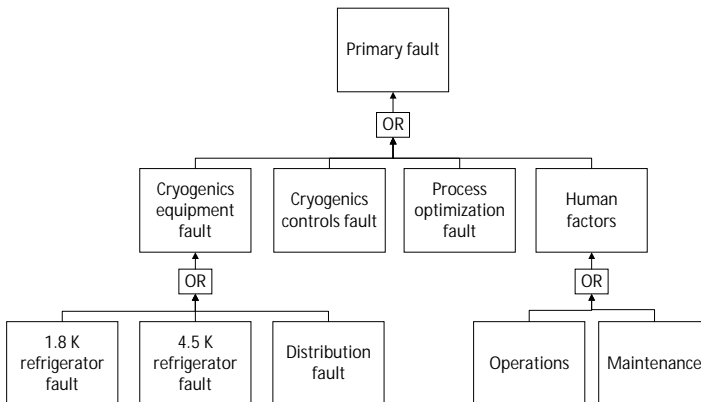 Primary fault
OR
Cryogenics
equipment
fault
Cryogenics
controls fault
Process
optimization
fault
Human
factors
OR
OR
1.8 K
refrigerator
fault
4.5 K
refrigerator
fault
Distribution
fault
Operations
Maintenance